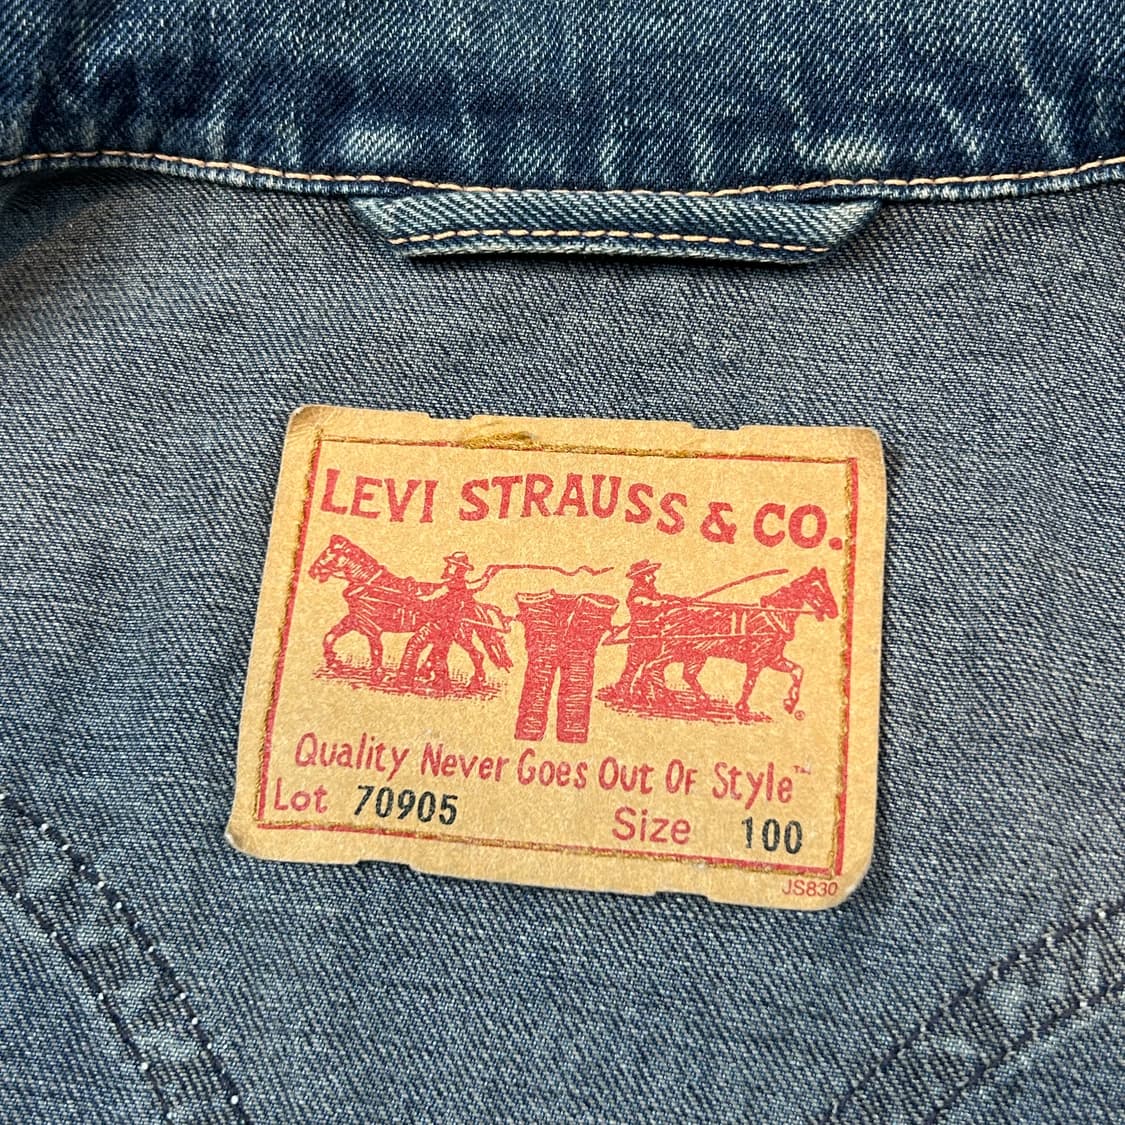 LEVI STRAUSS & CO.
®
Quality Never Goes Out Of Style™
Lot 70905 Size 100
JS830